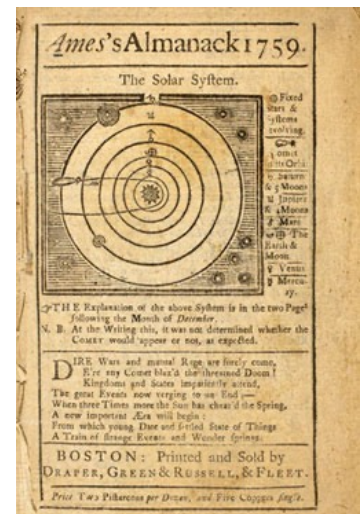 Ames's Almanack 1759.
The Solar Syſtem.
☉ Fixed
Stars &
Syſtems
revolving.
Comet
its Orbit
♄ Saturn
& 5 Moons
♃ Jupiter
& 4 Moons
♂ Mars
⊕ The
Earth &
Moon
♀ Venus
☿ Mercu-
ry.
☞THE Explanation of the above Syſtem is in the two Pages
following the Month of December.
N. B. At the Writing this, it was not determined whether the
COMET would appear or not, as expected.
DIRE Wars and mutual Rage are ſurely come,
E're any Comet blaz'd the threatned Doom!
Kingdoms and States impatiently attend,
The great Events now verging to an End;—
When three Times more the Sun has chear'd the Spring,
A new important Æra will begin:
From which young Date and ſettled State of Things
A Train of ſtrange Events and Wonder ſprings.
BOSTON: Printed and Sold by
DRAPER, GREEN & RUSSELL, & FLEET.
Price Two Piſtareens per Dozen, and Five Coppers ſingle.